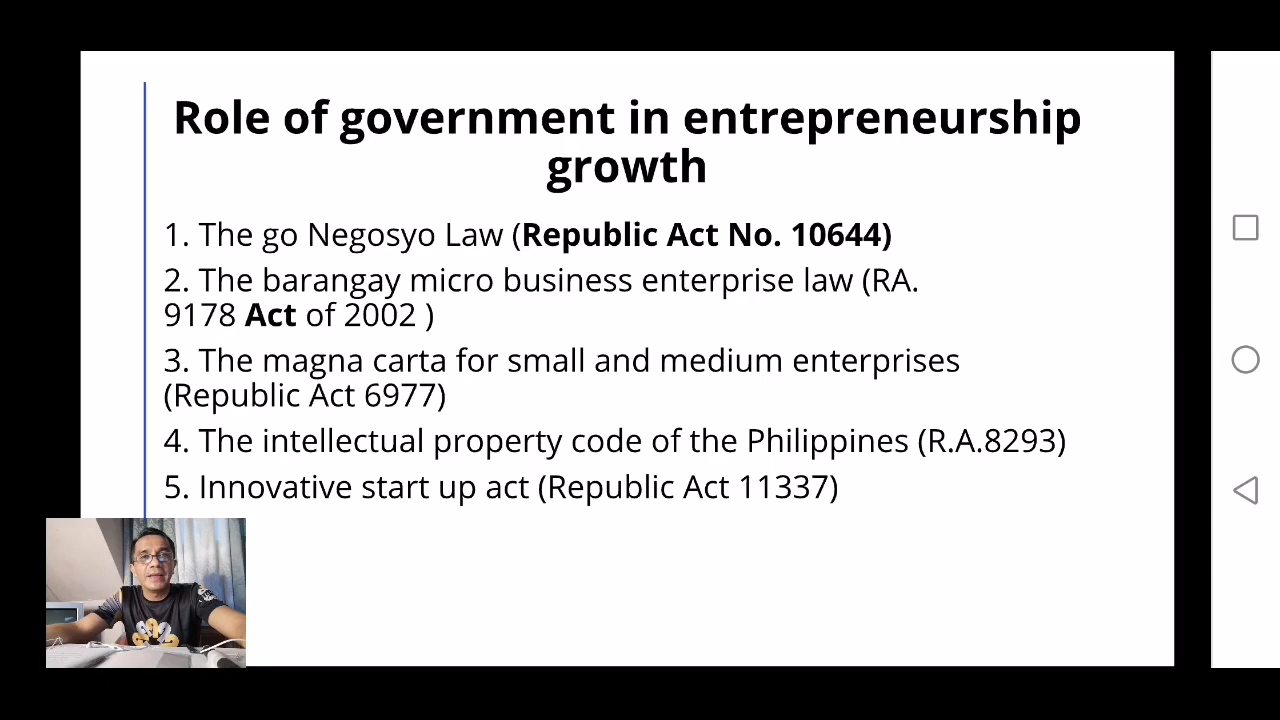 Role of government in entrepreneurship
growth
1. The go Negosyo Law (Republic Act No. 10644)
2. The barangay micro business enterprise law (RA.
9178 Act of 2002 )
3. The magna carta for small and medium enterprises
(Republic Act 6977)
4. The intellectual property code of the Philippines (R.A.8293)
5. Innovative start up act (Republic Act 11337)